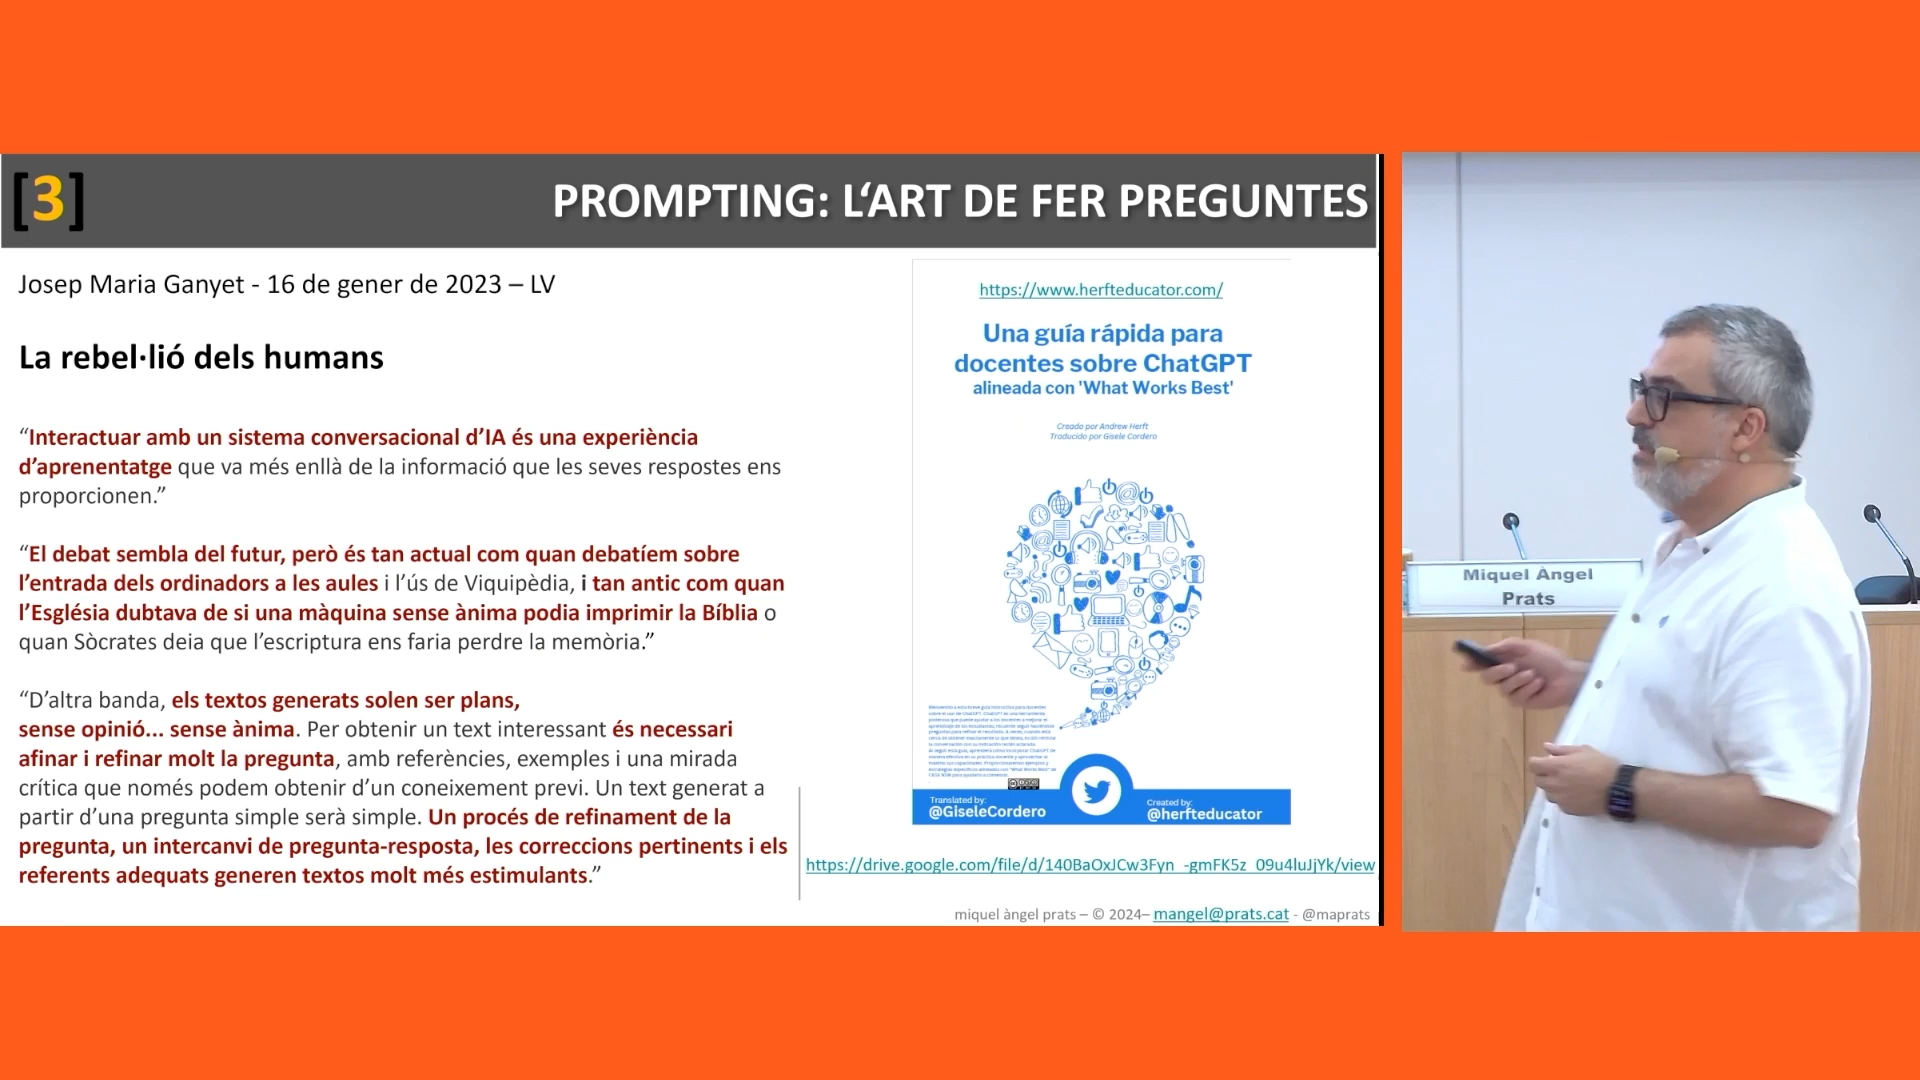 [3]
PROMPTING: L‘ART DE FER PREGUNTES
Josep Maria Ganyet - 16 de gener de 2023 – LV
La rebel·lió dels humans
“Interactuar amb un sistema conversacional d’IA és una experiència
d’aprenentatge que va més enllà de la informació que les seves respostes ens
proporcionen.”
“El debat sembla del futur, però és tan actual com quan debatíem sobre
l’entrada dels ordinadors a les aules i l’ús de Viquipèdia, i tan antic com quan
l’Església dubtava de si una màquina sense ànima podia imprimir la Bíblia o
quan Sòcrates deia que l’escriptura ens faria perdre la memòria.”
“D’altra banda, els textos generats solen ser plans,
sense opinió... sense ànima. Per obtenir un text interessant és necessari
afinar i refinar molt la pregunta, amb referències, exemples i una mirada
crítica que només podem obtenir d’un coneixement previ. Un text generat a
partir d’una pregunta simple serà simple. Un procés de refinament de la
pregunta, un intercanvi de pregunta-resposta, les correccions pertinents i els
referents adequats generen textos molt més estimulants.”
https://www.herfteducator.com/
Una guía rápida para
docentes sobre ChatGPT
alineada con 'What Works Best'
Creado por Andrew Herft
Traducido por Gisele Cordero
Translated by:
@GiseleCordero
Created by:
@herfteducator
https://drive.google.com/file/d/140BaOxJCw3Fyn_-gmFK5z_09u4luJjYk/view
miquel àngel prats – © 2024– mangel@prats.cat - @maprats
Miquel Àngel
Prats